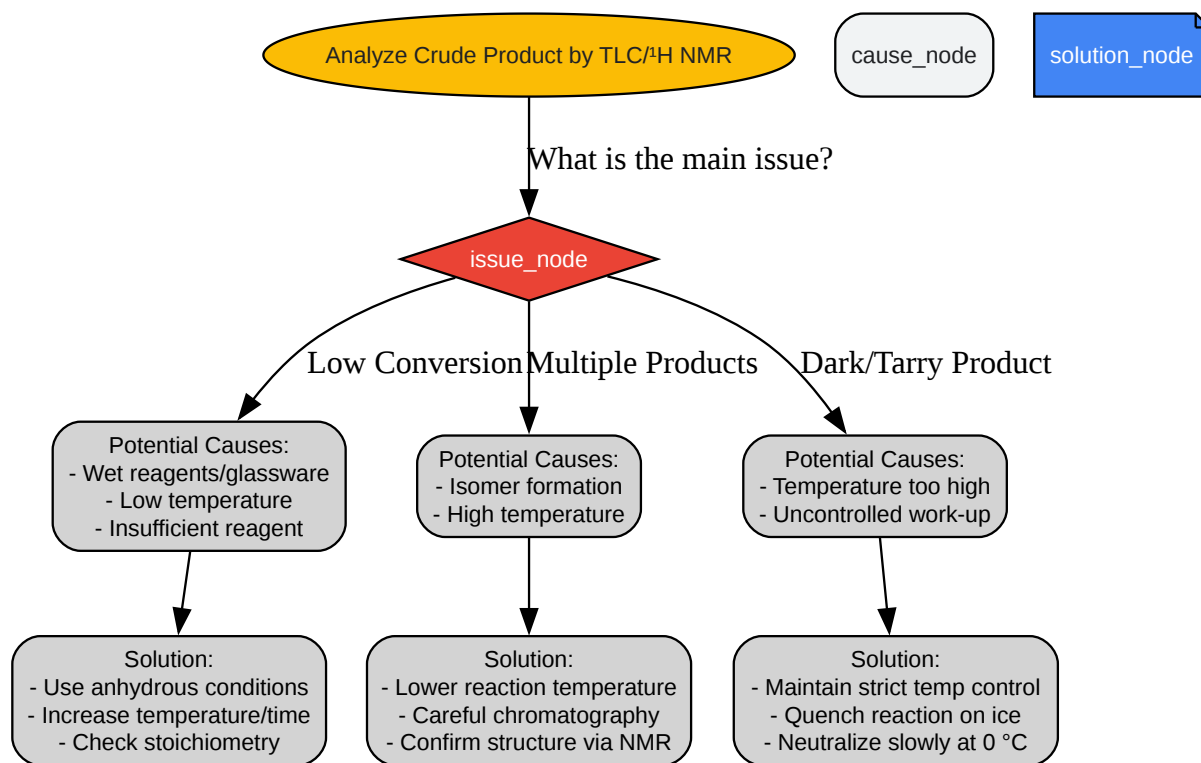 Analyze Crude Product by TLC/¹H NMR
cause_node
solution_node
What is the main issue?
issue_node
Low Conversion
Multiple Products
Dark/Tarry Product
Potential Causes:
- Wet reagents/glassware
- Low temperature
- Insufficient reagent
Potential Causes:
- Isomer formation
- High temperature
Potential Causes:
- Temperature too high
- Uncontrolled work-up
Solution:
- Use anhydrous conditions
- Increase temperature/time
- Check stoichiometry
Solution:
- Lower reaction temperature
- Careful chromatography
- Confirm structure via NMR
Solution:
- Maintain strict temp control
- Quench reaction on ice
- Neutralize slowly at 0 °C